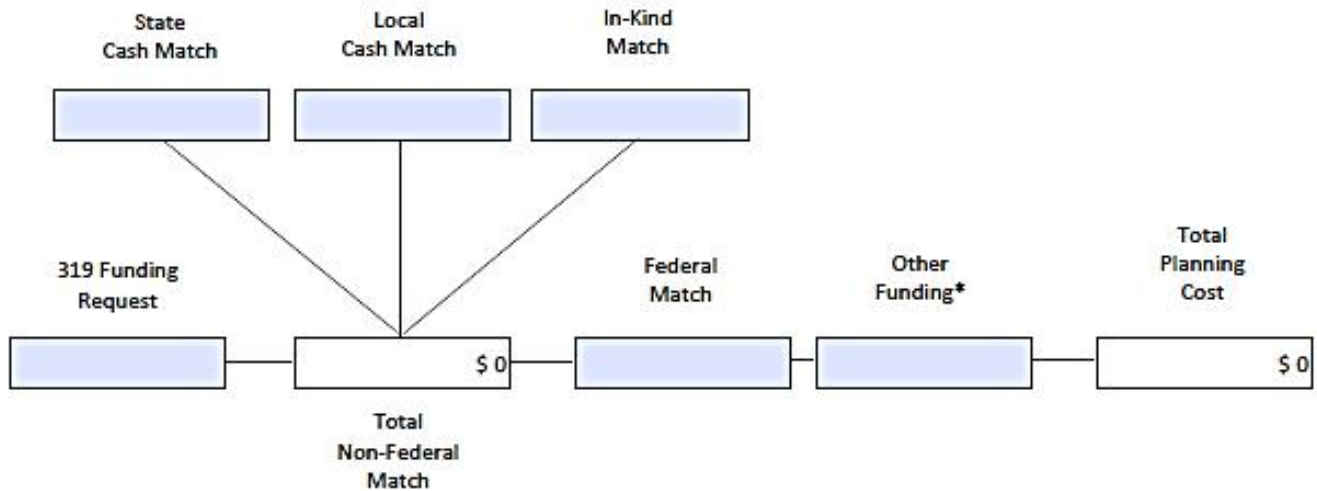 State
Cash Match
Local
Cash Match
In-Kind
Match
319 Funding
Request
$ 0
Total
Non-Federal
Match
Federal
Match
Other
Funding*
Total
Planning
Cost
$ 0